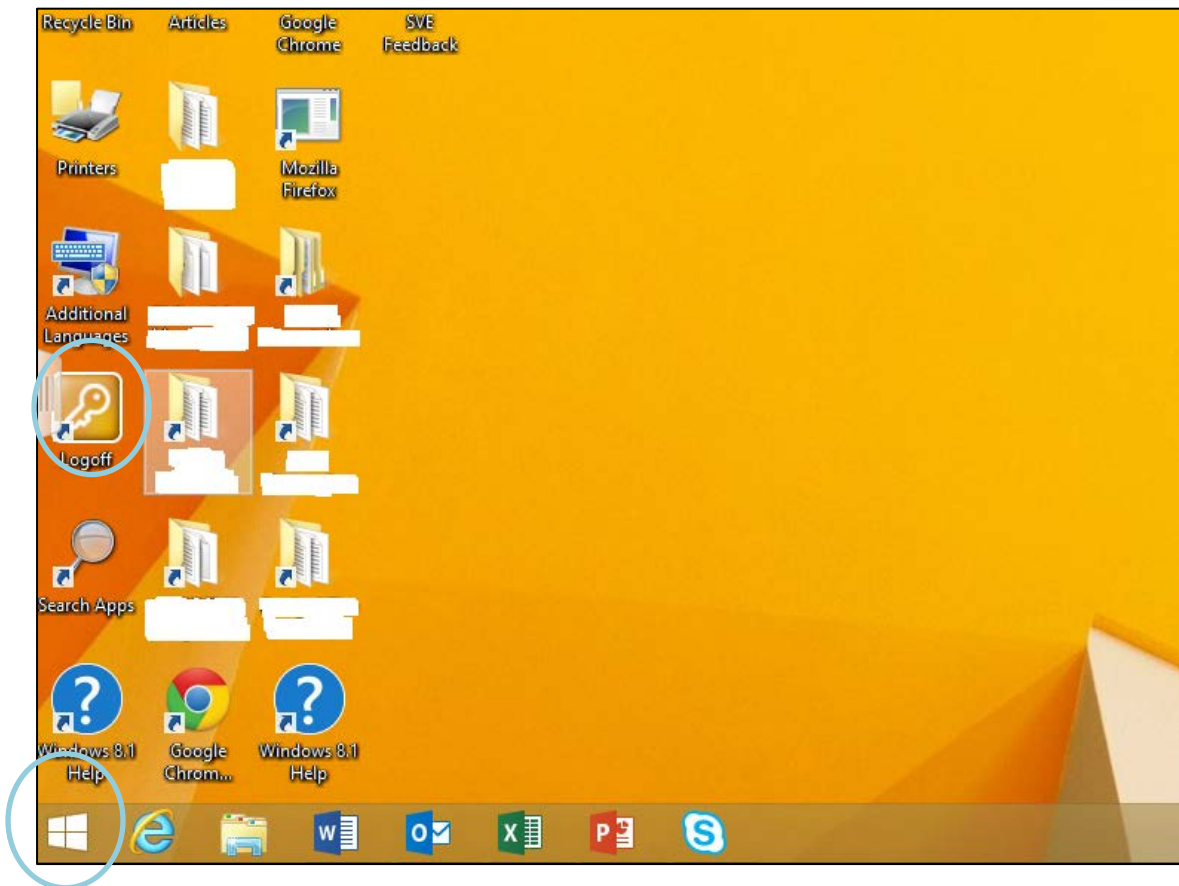 Recycle Bin
Articles
Google
Chrome
SVE
Feedback
Printers
Mozilla
Firefox
Additional
Languages
Logoff
Search Apps
Windows 8.1
Help
Google
Chrom...
Windows 8.1
Help